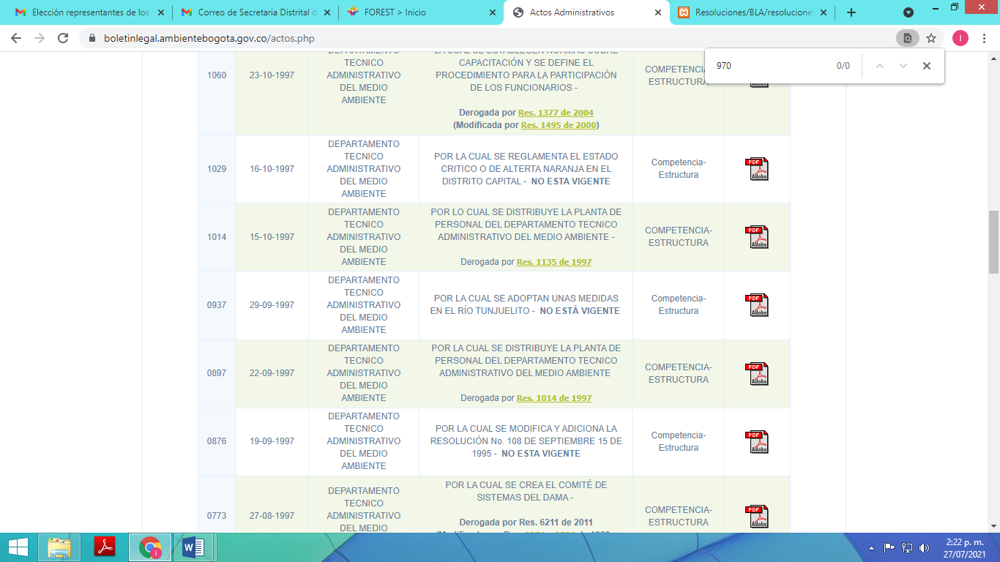 Elección representantes de los
Correo de Secretaria Distrital d
FOREST > Inicio
Actos Administrativos
Resoluciones/BLA/resoluciones
boletinlegal.ambientebogota.gov.co/actos.php
I
970
0/0
1060
23-10-1997
DEPARTAMENTO
TECNICO
ADMINISTRATIVO
DEL MEDIO
AMBIENTE
LA CUAL SE ESTABLECEN NORMAS SOBRE
CAPACITACIÓN Y SE DEFINE EL
PROCEDIMIENTO PARA LA PARTICIPACIÓN
DE LOS FUNCIONARIOS -
Derogada por Res. 1377 de 2004
(Modificada por Res. 1495 de 2000)
COMPETENCIA-
ESTRUCTURA
Adobe
1029
16-10-1997
DEPARTAMENTO
TECNICO
ADMINISTRATIVO
DEL MEDIO
AMBIENTE
POR LA CUAL SE REGLAMENTA EL ESTADO
CRITICO O DE ALTERTA NARANJA EN EL
DISTRITO CAPITAL - NO ESTA VIGENTE
Competencia-
Estructura
PDF
Adobe
1014
15-10-1997
DEPARTAMENTO
TECNICO
ADMINISTRATIVO
DEL MEDIO
AMBIENTE
POR LO CUAL SE DISTRIBUYE LA PLANTA DE
PERSONAL DEL DEPARTAMENTO TECNICO
ADMINISTRATIVO DEL MEDIO AMBIENTE -
Derogada por Res. 1135 de 1997
COMPETENCIA-
ESTRUCTURA
PDF
Adobe
0937
29-09-1997
DEPARTAMENTO
TECNICO
ADMINISTRATIVO
DEL MEDIO
AMBIENTE
POR LA CUAL SE ADOPTAN UNAS MEDIDAS
EN EL RÍO TUNJUELITO - NO ESTÁ VIGENTE
Competencia-
Estructura
PDF
Adobe
0897
22-09-1997
DEPARTAMENTO
TECNICO
ADMINISTRATIVO
DEL MEDIO
AMBIENTE
POR LA CUAL SE DISTRIBUYE LA PLANTA DE
PERSONAL DEL DEPARTAMENTO TECNICO
ADMINISTRATIVO DEL MEDIO AMBIENTE
Derogada por Res. 1014 de 1997
COMPETENCIA-
ESTRUCTURA
PDF
Adobe
0876
19-09-1997
DEPARTAMENTO
TECNICO
ADMINISTRATIVO
DEL MEDIO
AMBIENTE
POR LA CUAL SE MODIFICA Y ADICIONA LA
RESOLUCIÓN No. 108 DE SEPTIEMBRE 15 DE
1995 - NO ESTA VIGENTE
Competencia-
Estructura
PDF
Adobe
0773
27-08-1997
DEPARTAMENTO
TECNICO
ADMINISTRATIVO
DEL MEDIO
POR LA CUAL SE CREA EL COMITÉ DE
SISTEMAS DEL DAMA -
Derogada por Res. 6211 de 2011
COMPETENCIA-
ESTRUCTURA
PDF
Adobe
I
W
2:22 p. m.
27/07/2021